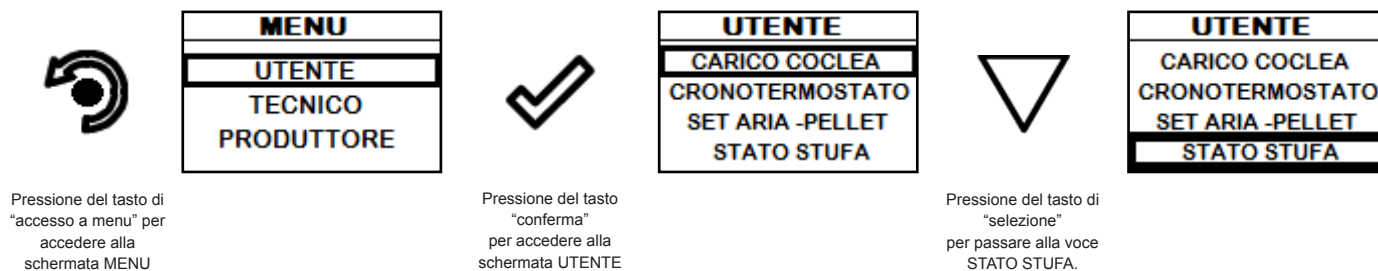 MENU
UTENTE
TECNICO
PRODUTTORE
UTENTE
CARICO COCLEA
CRONOTERMOSTATO
SET ARIA -PELLET
STATO STUFA
UTENTE
CARICO COCLEA
CRONOTERMOSTATO
SET ARIA -PELLET
STATO STUFA
Pressione del tasto di
“accesso a menu” per
accedere alla
schermata MENU
Pressione del tasto
“conferma”
per accedere alla
schermata UTENTE
Pressione del tasto di
“selezione”
per passare alla voce
STATO STUFA.